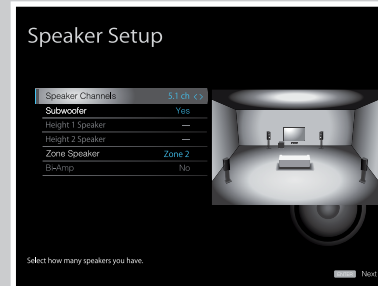 Speaker Setup
Speaker Channels 5.1 ch < >
Subwoofer Yes
Height 1 Speaker —
Height 2 Speaker —
Zone Speaker Zone 2
Bi-Amp No
Select how many speakers you have.
ENTER Next